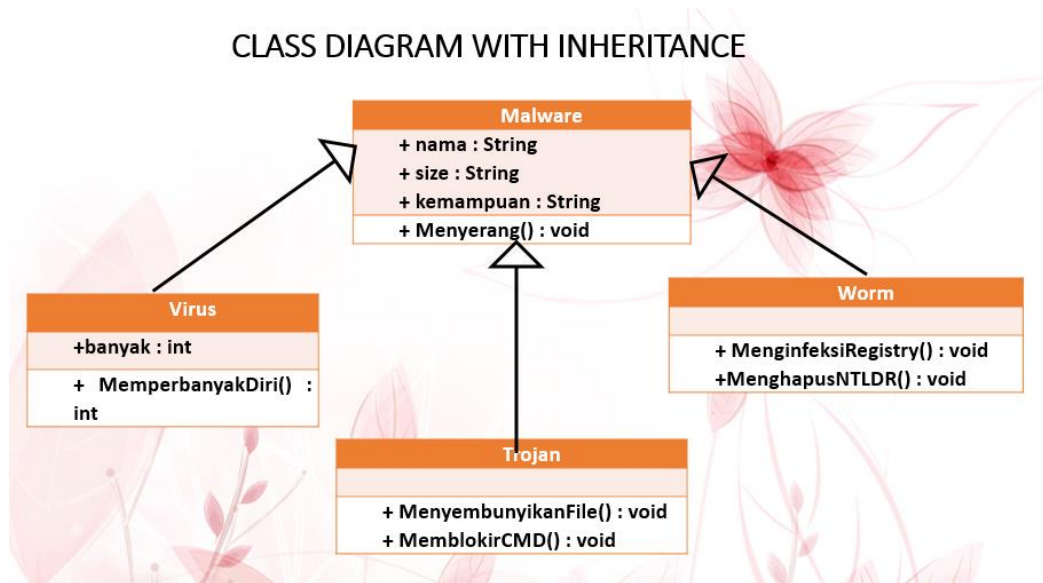 CLASS DIAGRAM WITH INHERITANCE
Malware
+ nama : String
+ size : String
+ kemampuan : String
+ Menyerang() : void
Virus
+banyak : int
+ MemperbanyakDiri() :
int
Worm
+ MenginfeksiRegistry() : void
+MenghapusNTLDR() : void
Trojan
+ MenyembunyikanFile() : void
+ MemblokirCMD() : void